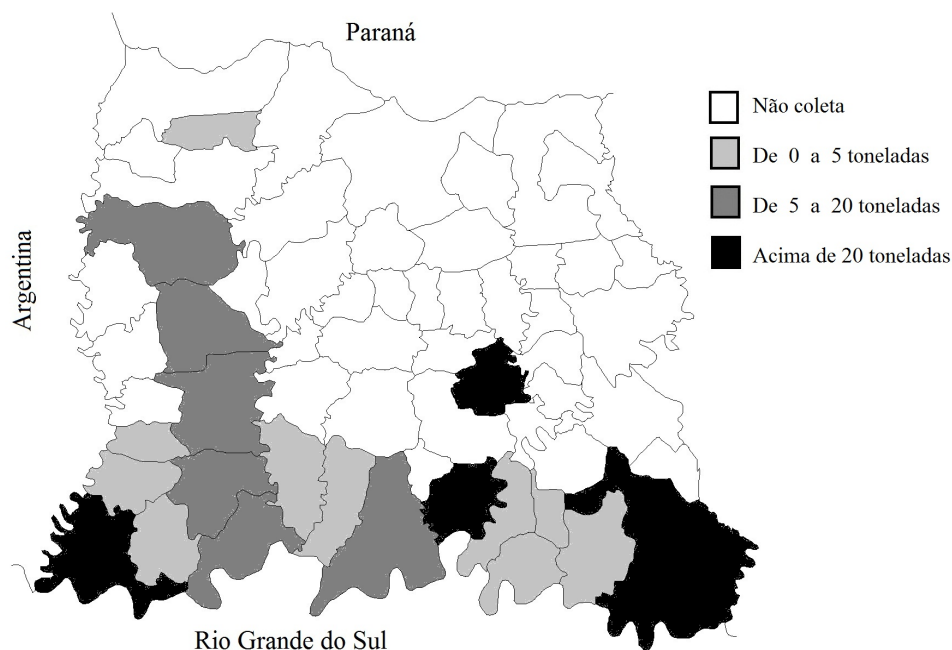 Paraná
Não coleta
De 0 a 5 toneladas
De 5 a 20 toneladas
Acima de 20 toneladas
Argentina
Rio Grande do Sul